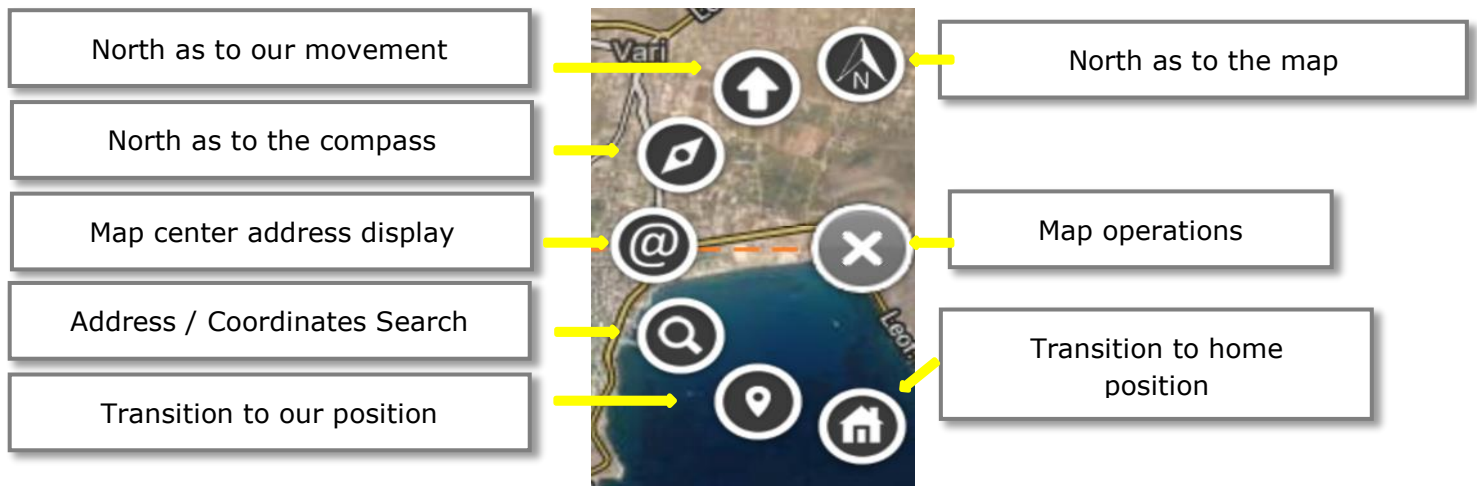 North as to our movement
North as to the compass
Map center address display
Address / Coordinates Search
Transition to our position
Vari
N
@
Leof.
North as to the map
Map operations
Transition to home
position